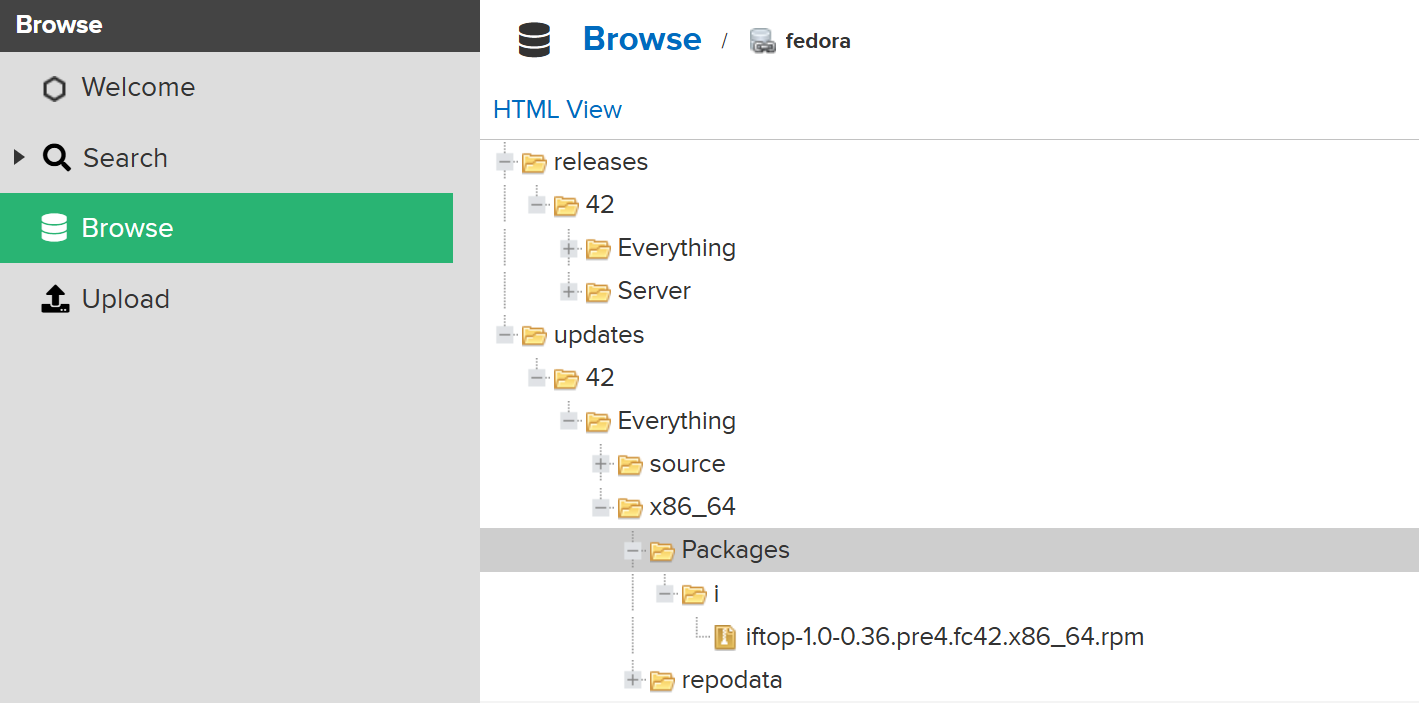 Browse
Welcome
Search
Browse
Upload
Browse / fedora
HTML View
releases
42
Everything
Server
updates
42
Everything
source
x86_64
Packages
i
iftop-1.0-0.36.pre4.fc42.x86_64.rpm
repodata